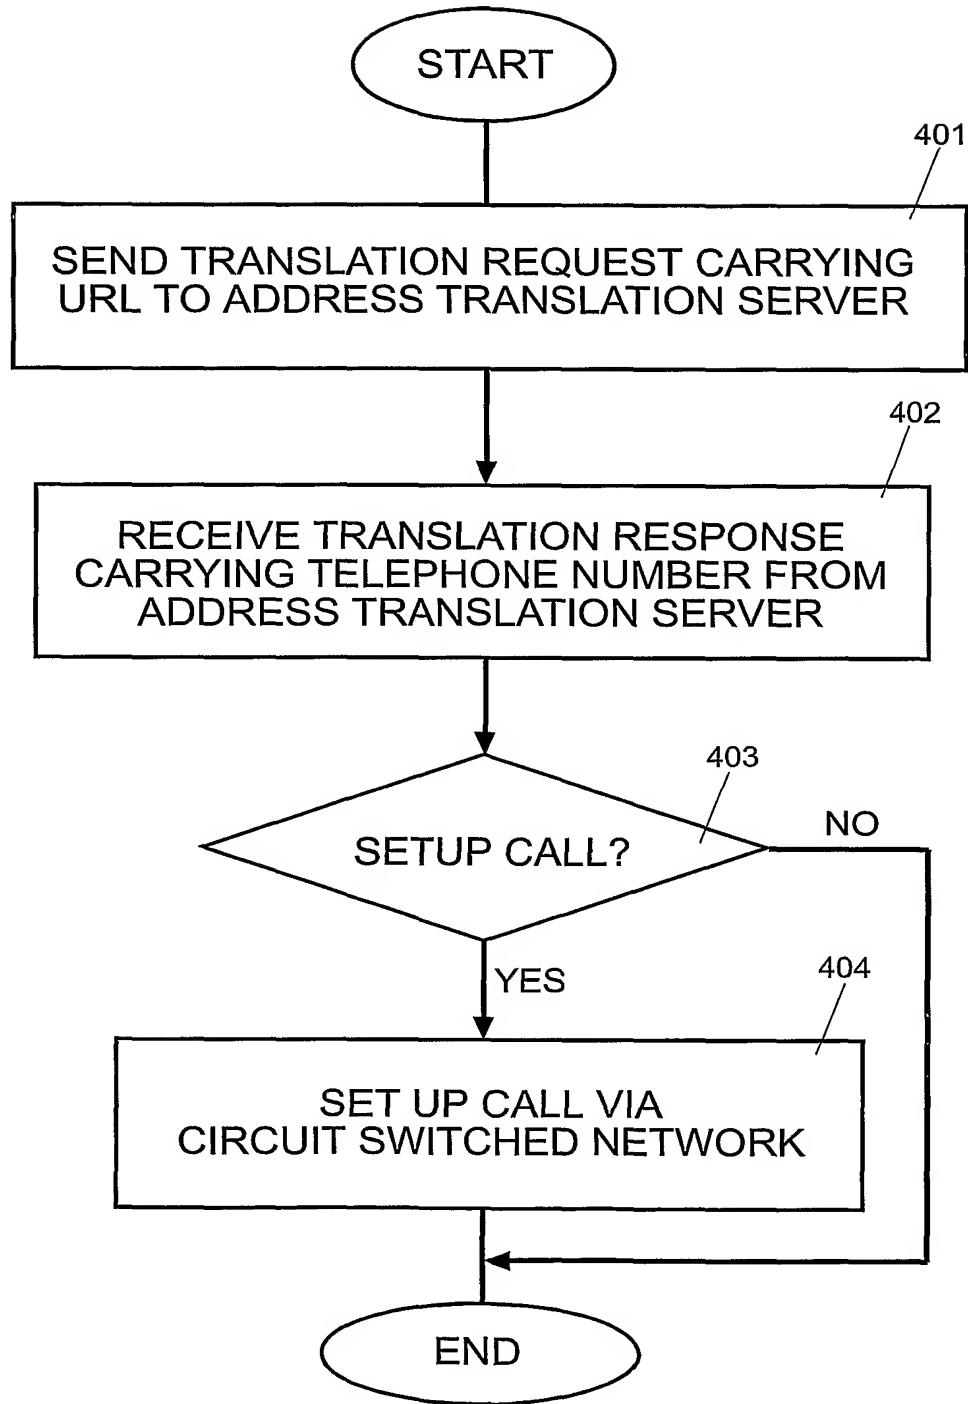 START
401
SEND TRANSLATION REQUEST CARRYING
URL TO ADDRESS TRANSLATION SERVER
402
RECEIVE TRANSLATION RESPONSE
CARRYING TELEPHONE NUMBER FROM
ADDRESS TRANSLATION SERVER
403
SETUP CALL?
NO
YES
404
SET UP CALL VIA
CIRCUIT SWITCHED NETWORK
END